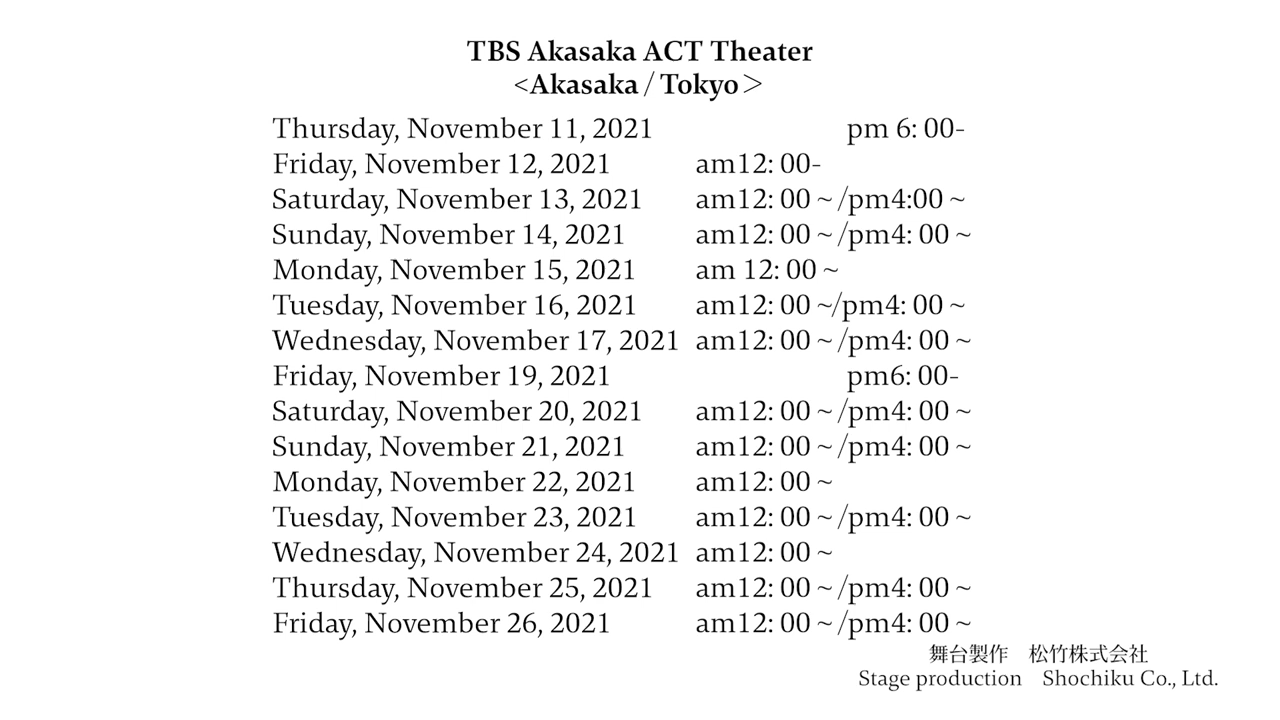 TBS Akasaka ACT Theater
<Akasaka / Tokyo>
Thursday, November 11, 2021 pm 6: 00-
Friday, November 12, 2021 am12: 00-
Saturday, November 13, 2021 am12: 00 ~ /pm4:00 ~
Sunday, November 14, 2021 am12: 00 ~ /pm4: 00 ~
Monday, November 15, 2021 am 12: 00 ~
Tuesday, November 16, 2021 am12: 00 ~/pm4: 00 ~
Wednesday, November 17, 2021 am12: 00 ~ /pm4: 00 ~
Friday, November 19, 2021 pm6: 00-
Saturday, November 20, 2021 am12: 00 ~ /pm4: 00 ~
Sunday, November 21, 2021 am12: 00 ~ /pm4: 00 ~
Monday, November 22, 2021 am12: 00 ~
Tuesday, November 23, 2021 am12: 00 ~ /pm4: 00 ~
Wednesday, November 24, 2021 am12: 00 ~
Thursday, November 25, 2021 am12: 00 ~ /pm4: 00 ~
Friday, November 26, 2021 am12: 00 ~ /pm4: 00 ~
舞台製作　松竹株式会社
Stage production　Shochiku Co., Ltd.